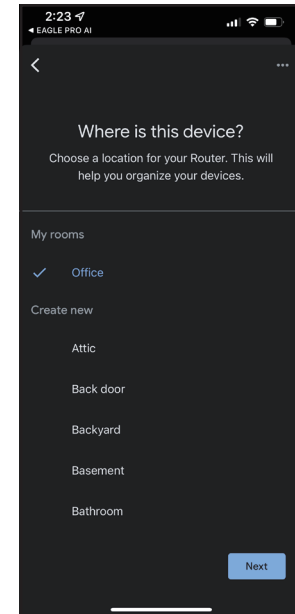 2:23
◀ EAGLE PRO AI
Where is this device?
Choose a location for your Router. This will
help you organize your devices.
My rooms
Office
Create new
Attic
Back door
Backyard
Basement
Bathroom
Next